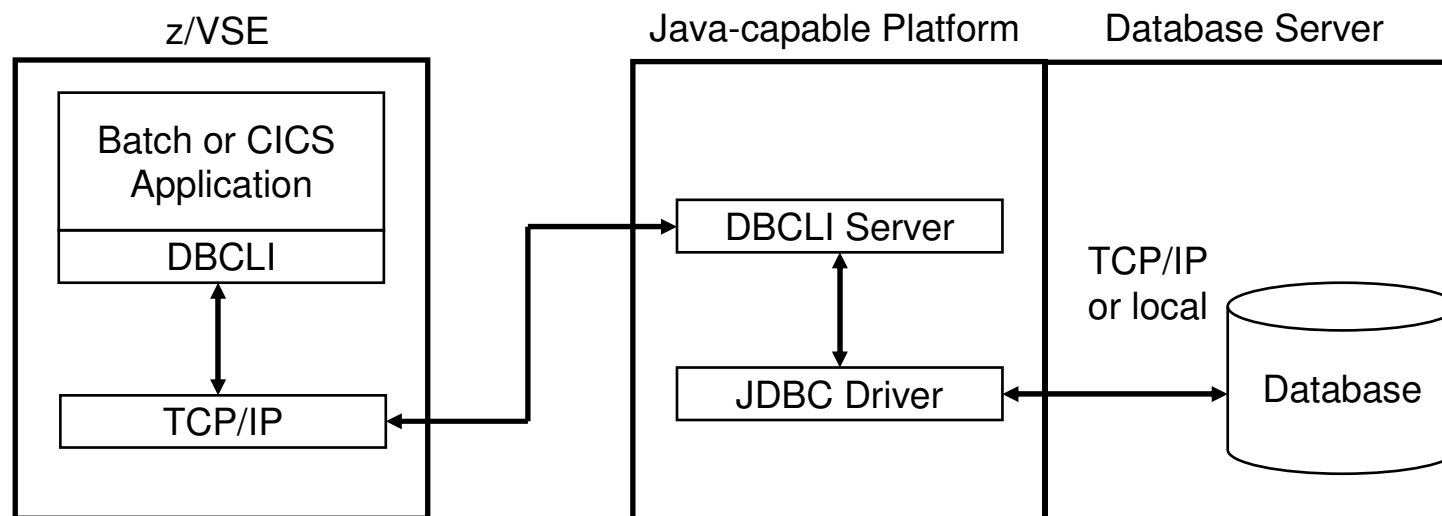 z/VSE
Batch or CICS
Application
DBCLI
TCP/IP
Java-capable Platform
DBCLI Server
JDBC Driver
Database Server
TCP/IP
or local
Database